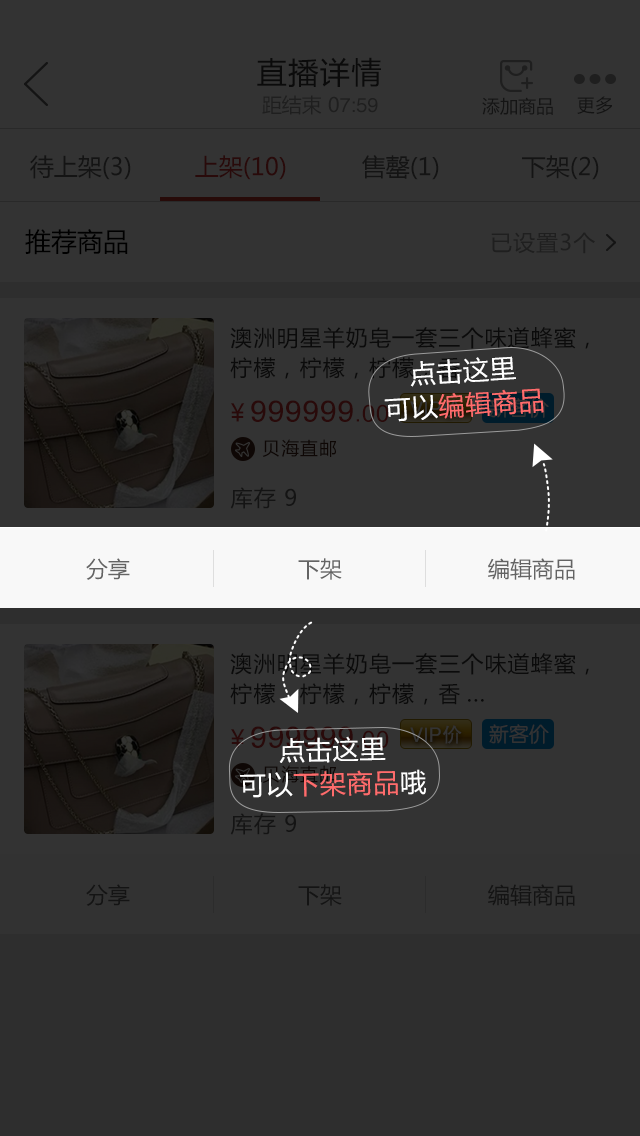 直播详情
距结束 07:59
添加商品
更多
待上架(3)
上架(10)
售罄(1)
下架(2)
推荐商品
已设置3个
澳洲明星羊奶皂一套三个味道蜂蜜，
柠檬，柠檬，柠檬，
点击这里
可以编辑商品
¥999999.00
贝海直邮
库存 9
分享
下架
编辑商品
澳洲明星羊奶皂一套三个味道蜂蜜，
柠檬，柠檬，柠檬，香 ...
¥999999.00
VIP价
新客价
点击这里
可以下架商品哦
贝海直邮
库存 9
分享
下架
编辑商品